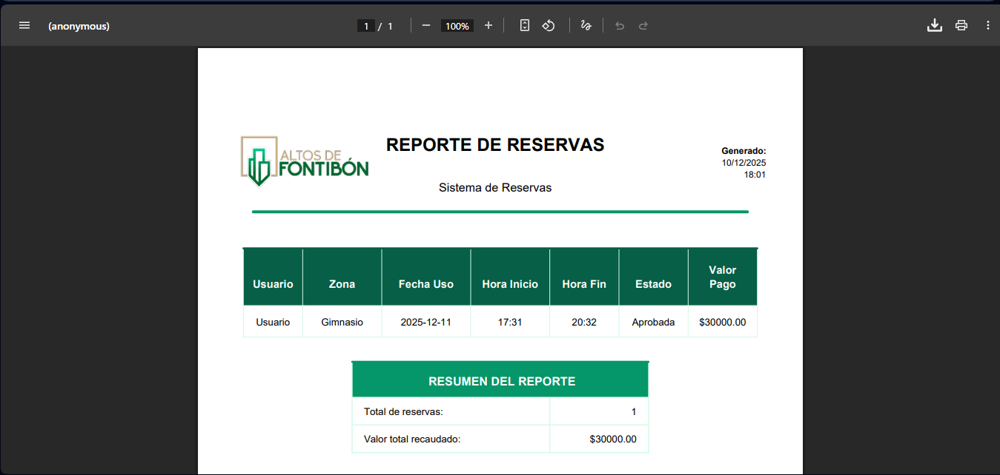 (anonymous)
1 / 1
100%
ALTOS DE
FONTIBÓN
REPORTE DE RESERVAS
Sistema de Reservas
Generado:
10/12/2025
18:01
Usuario Zona Fecha Uso Hora Inicio Hora Fin Estado Valor Pago
Usuario Gimnasio 2025-12-11 17:31 20:32 Aprobada $30000.00
RESUMEN DEL REPORTE
Total de reservas: 1
Valor total recaudado: $30000.00